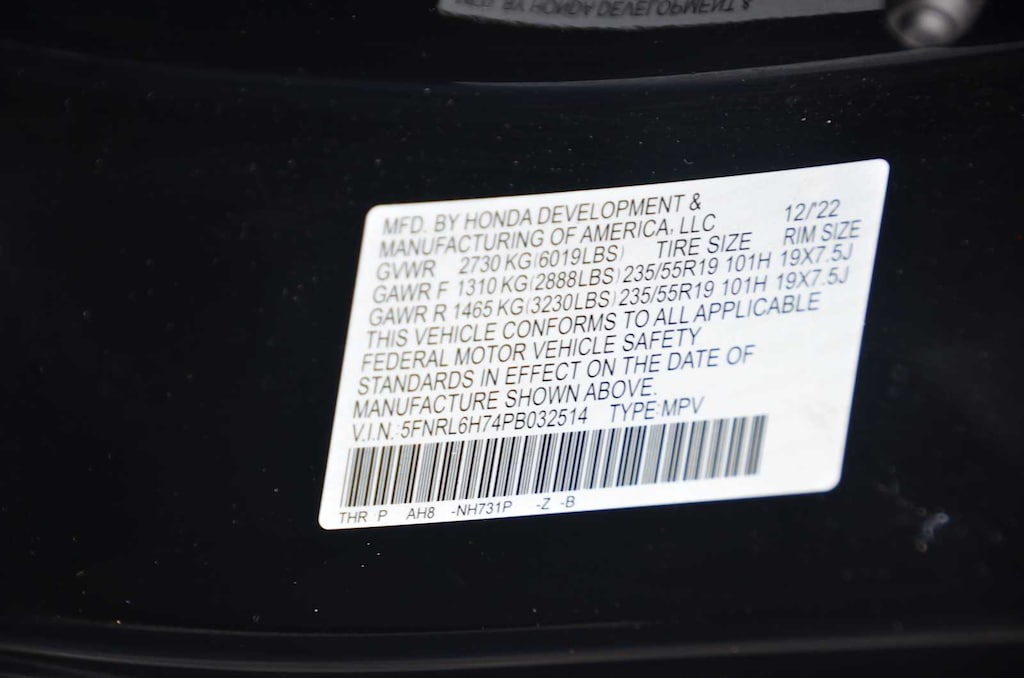 MFD. BY HONDA DEVELOPMENT &
MANUFACTURING OF AMERICA, LLC 12/'22
GVWR 2730 KG(6019LBS) TIRE SIZE RIM SIZE
GAWR F 1310 KG(2888LBS) 235/55R19 101H 19X7.5J
GAWR R 1465 KG(3230LBS) 235/55R19 101H 19X7.5J
THIS VEHICLE CONFORMS TO ALL APPLICABLE
FEDERAL MOTOR VEHICLE SAFETY
STANDARDS IN EFFECT ON THE DATE OF
MANUFACTURE SHOWN ABOVE.
V.I.N.:5FNRL6H74PB032514 TYPE:MPV
THR P AH8 -NH731P -Z -B